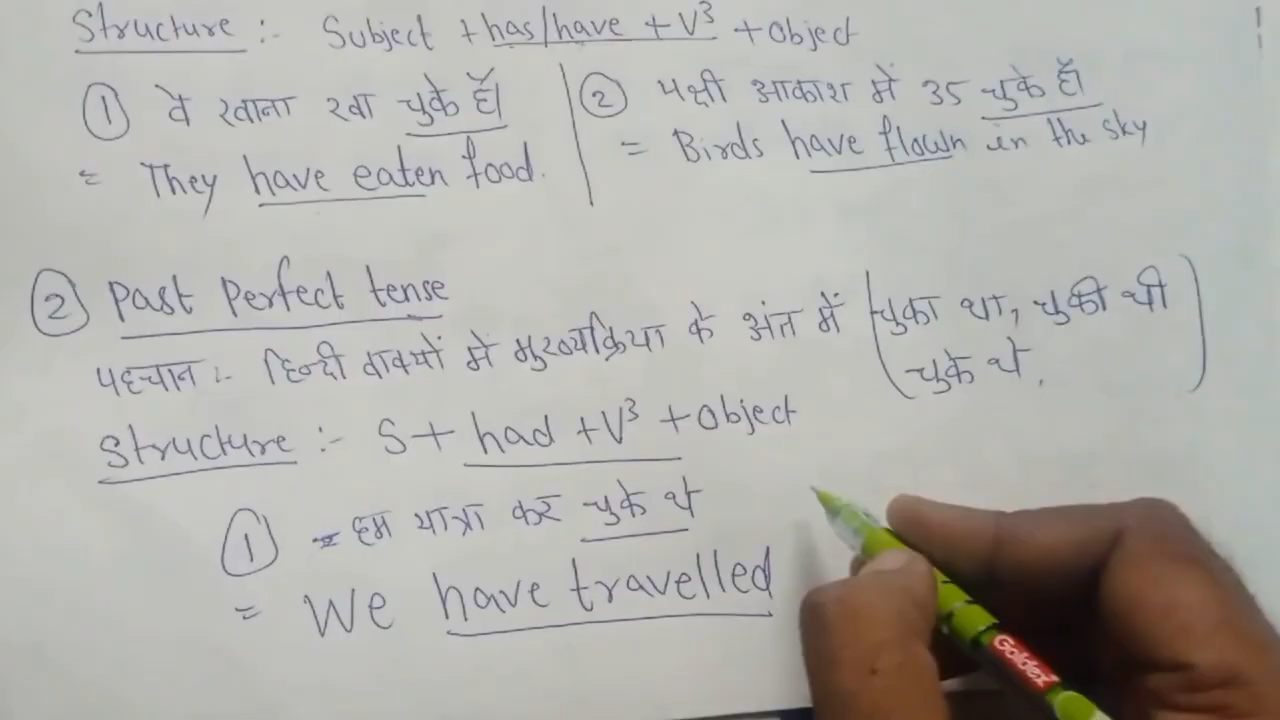 Structure :- Subject + has/have + V³ + object
① वे खाना खा चुके हैं
= They have eaten food.
② पक्षी आकाश में उड़ चुके हैं
= Birds have flown in the sky
② Past Perfect tense
पहचान :- हिन्दी वाक्यों में मुख्यक्रिया के अंत में (चुका था, चुकी थी
चुके थे.)
Structure :- S + had + V³ + object
① - हम यात्रा कर चुके थे
= We have travelled
Goldex